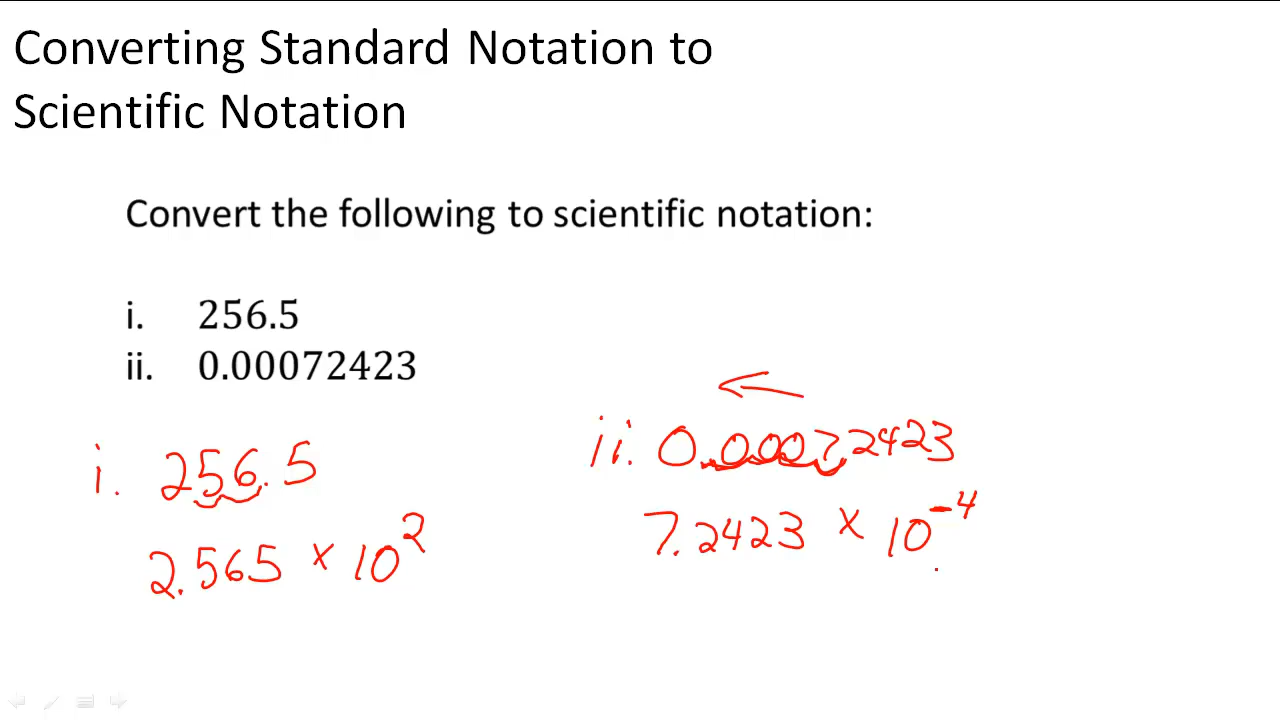 Converting Standard Notation to
Scientific Notation
Convert the following to scientific notation:
i. 256.5
ii. 0.00072423
i. 256.5
2.565 × 10²
ii. 0.00072423
7.2423 × 10⁻⁴